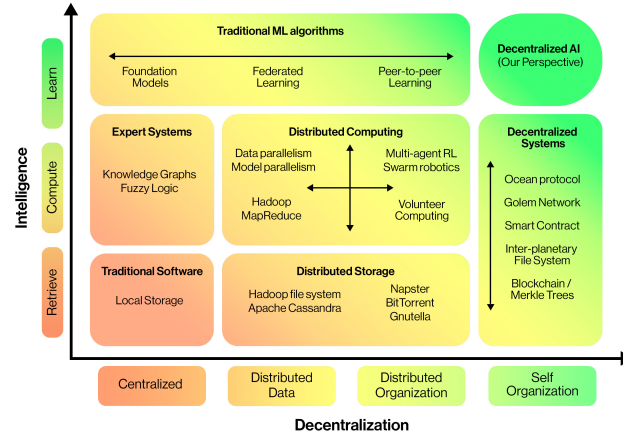 Traditional ML algorithms
Foundation
Models
Federated
Learning
Peer-to-peer
Learning
Decentralized AI
(Our Perspective)
Expert Systems
Knowledge Graphs
Fuzzy Logic
Distributed Computing
Data parallelism
Model parallelism
Multi-agent RL
Swarm robotics
Hadoop
MapReduce
Volunteer
Computing
Decentralized
Systems
Ocean protocol
Golem Network
Smart Contract
Inter-planetary
File System
Blockchain /
Merkle Trees
Traditional Software
Local Storage
Distributed Storage
Hadoop file system
Apache Cassandra
Napster
BitTorrent
Gnutella
Intelligence
Learn
Compute
Retrieve
Centralized
Distributed
Data
Distributed
Organization
Self
Organization
Decentralization